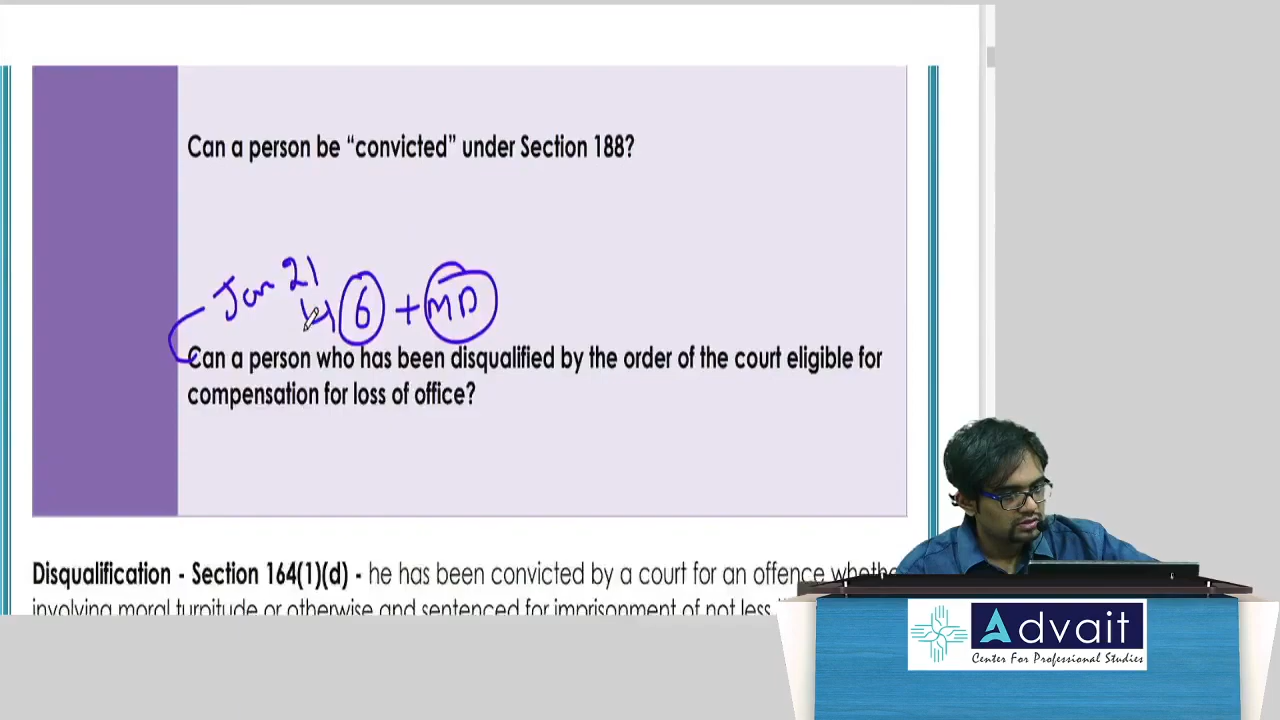 Can a person be “convicted” under Section 188?
Jan 21
6 + MD
Can a person who has been disqualified by the order of the court eligible for
compensation for loss of office?
Disqualification - Section 164(1)(d) - he has been convicted by a court for an offence
involving moral turpitude or otherwise and sentenced for imprisonment of not less
Advait
Center For Professional Studies